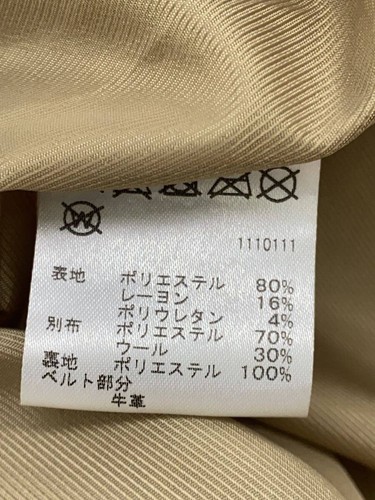 W
1110111
表地 ポリエステル 80%
レーヨン 16%
ポリウレタン 4%
別布 ポリエステル 70%
ウール 30%
裏地 ポリエステル 100%
ベルト部分
牛革